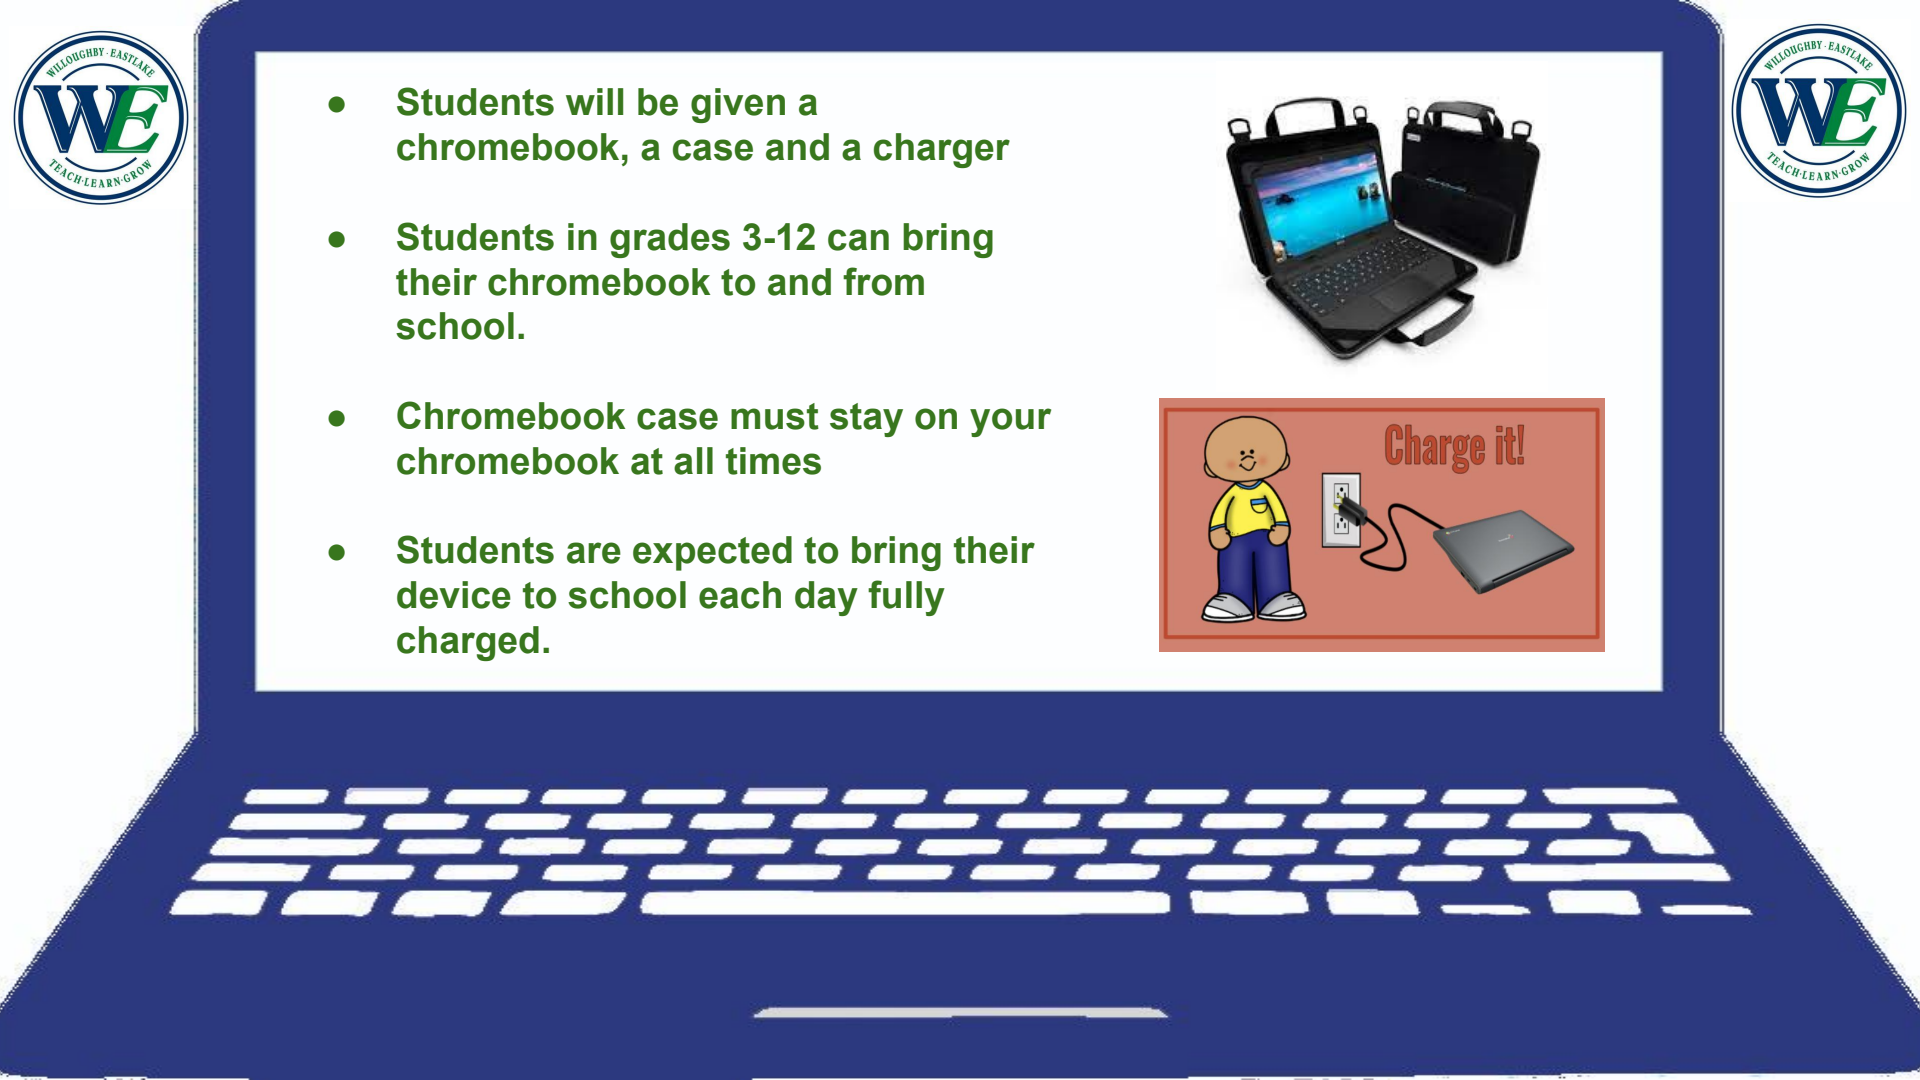 WILLOUGHBY · EASTLAKE
WE
TEACH·LEARN·GROW
WILLOUGHBY · EASTLAKE
WE
TEACH·LEARN·GROW
● Students will be given a
chromebook, a case and a charger
● Students in grades 3-12 can bring
their chromebook to and from
school.
● Chromebook case must stay on your
chromebook at all times
● Students are expected to bring their
device to school each day fully
charged.
Charge it!